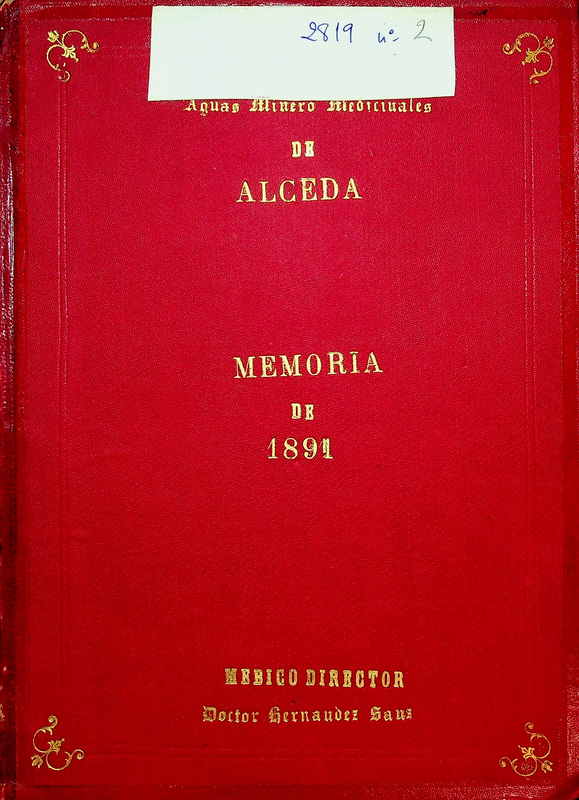 2819 nº 2
Aguas Minero Medicinales
DE
ALCEDA
MEMORIA
DE
1891
MEDICO DIRECTOR
Doctor Hernandez Sanz